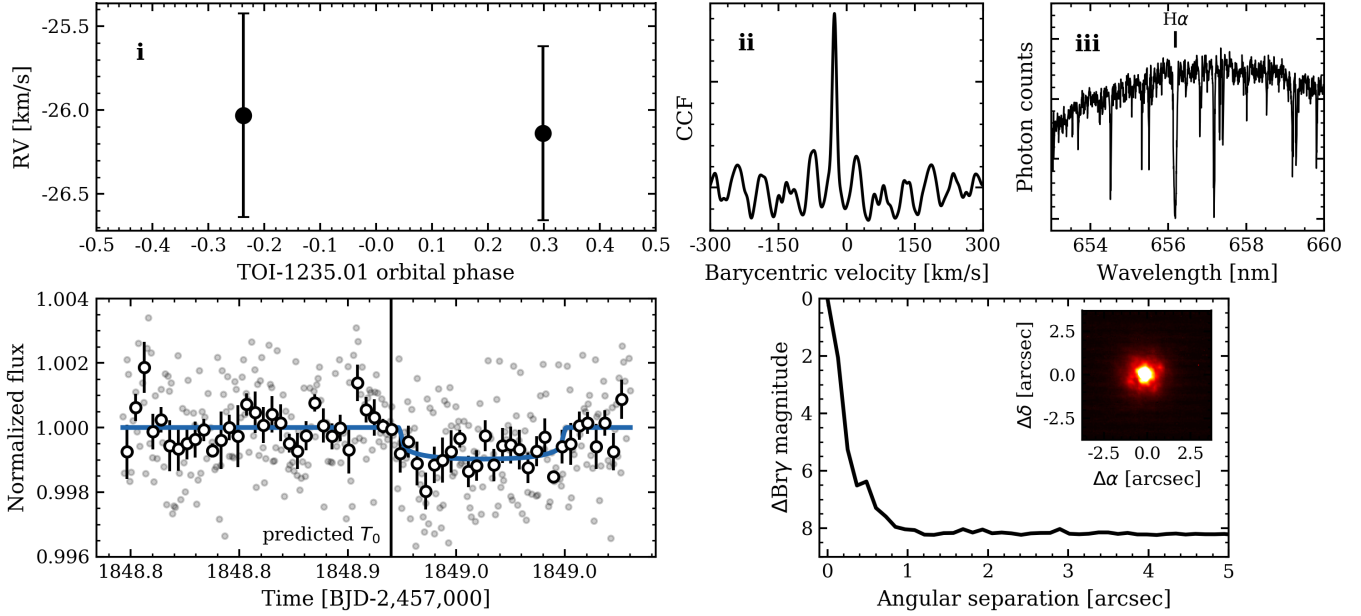 i
RV [km/s]
-25.5
-26.0
-26.5
-0.5 -0.4 -0.3 -0.2 -0.1 -0.0 0.1 0.2 0.3 0.4 0.5
TOI-1235.01 orbital phase
ii
CCF
-300 -150 0 150 300
Barycentric velocity [km/s]
iii
Hα
Photon counts
654 656 658 660
Wavelength [nm]
Normalized flux
1.004
1.002
1.000
0.998
0.996
predicted T₀
1848.8 1848.8 1848.9 1849.0 1849.0
Time [BJD-2,457,000]
ΔBrγ magnitude
0
2
4
6
8
0 1 2 3 4 5
Angular separation [arcsec]
Δδ [arcsec]
2.5
0.0
-2.5
-2.5 0.0 2.5
Δα [arcsec]